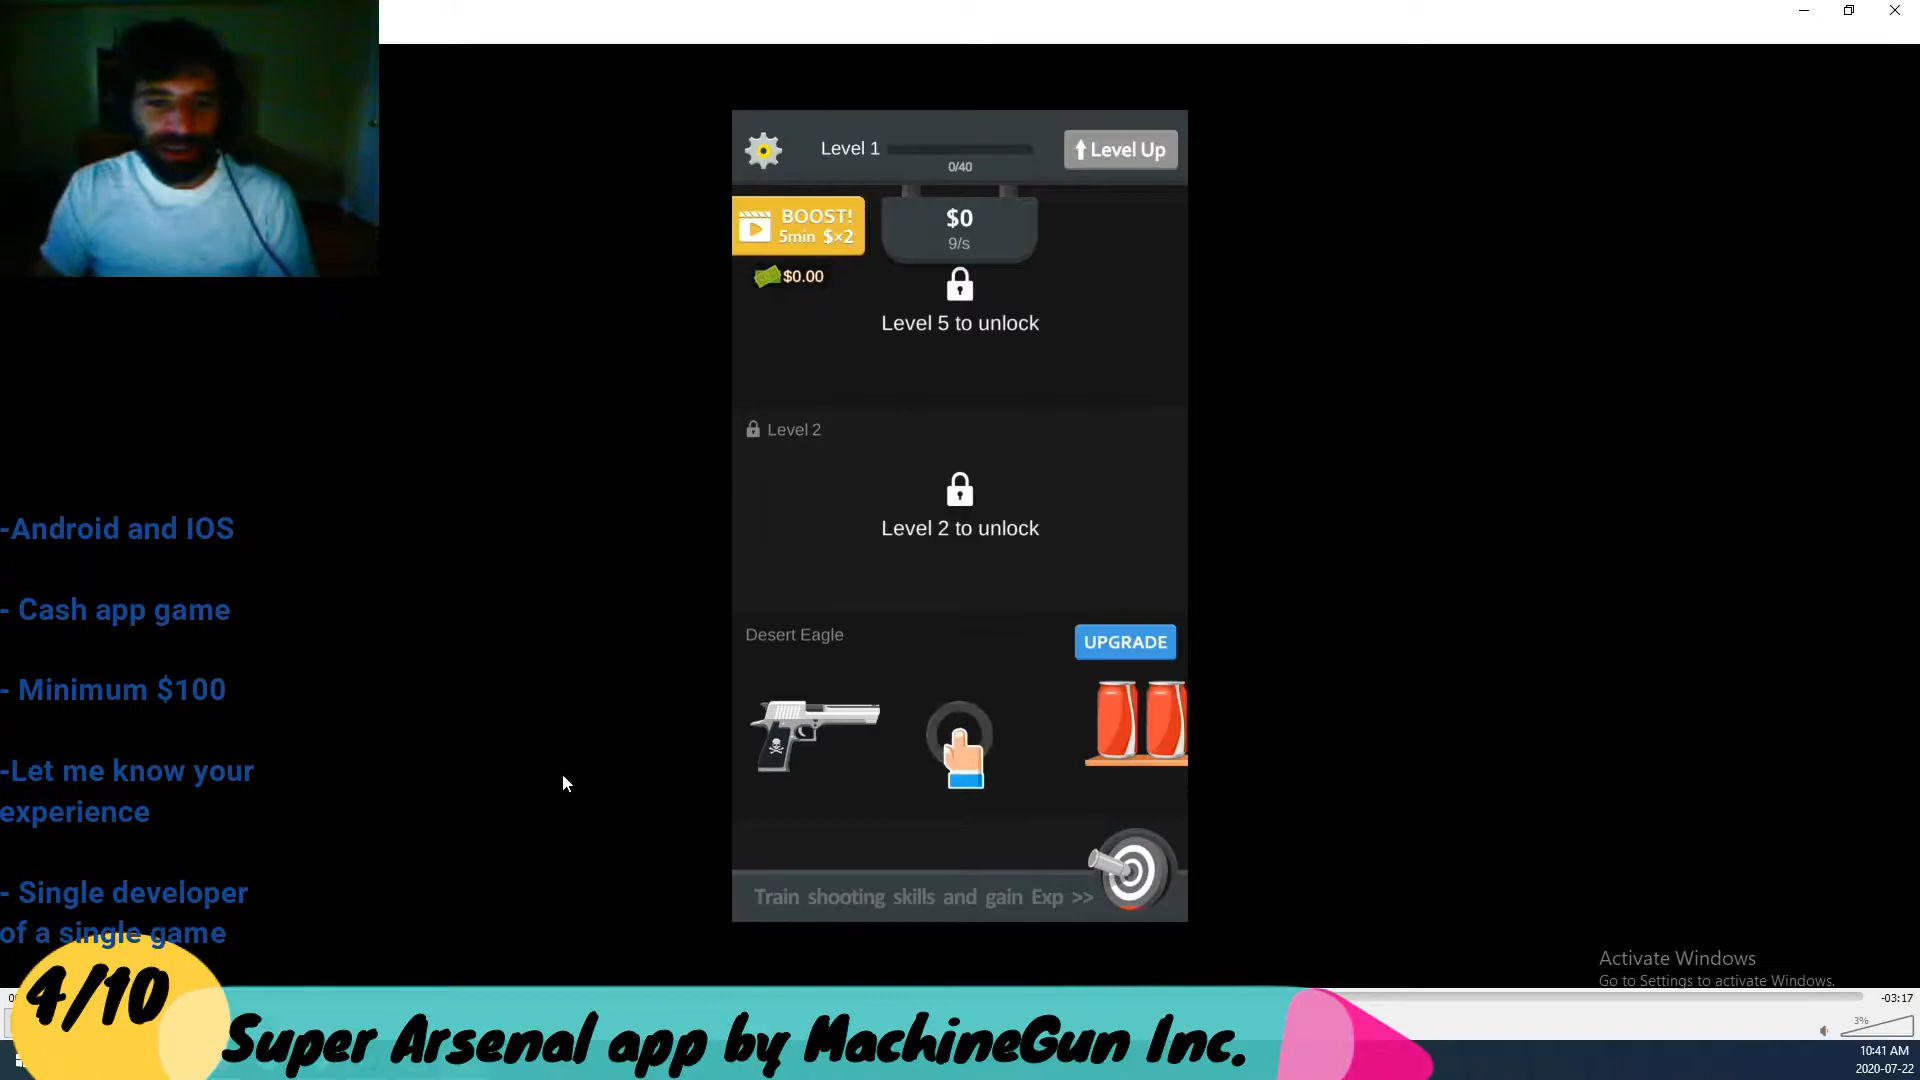 Level 1
0/40
Level Up
BOOST!
5min $×2
$0
9/s
$0.00
Level 5 to unlock
Level 2
Level 2 to unlock
Desert Eagle
UPGRADE
Train shooting skills and gain Exp >>
-Android and IOS
- Cash app game
- Minimum $100
-Let me know your
experience
- Single developer
of a single game
4/10
Super Arsenal app by MachineGun Inc.
Activate Windows
Go to Settings to activate Windows.
-03:17
3%
10:41 AM
2020-07-22